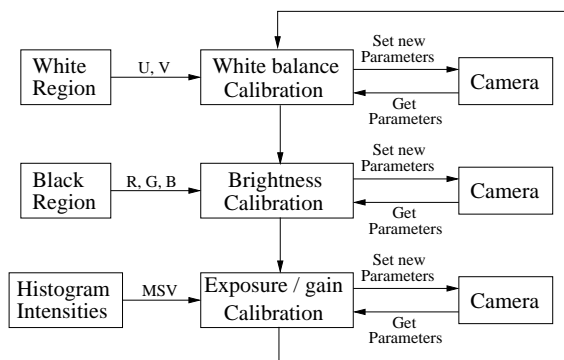 White
Region
U, V
White balance
Calibration
Set new
Parameters
Get
Parameters
Camera
Black
Region
R, G, B
Brightness
Calibration
Set new
Parameters
Get
Parameters
Camera
Histogram
Intensities
MSV
Exposure / gain
Calibration
Set new
Parameters
Get
Parameters
Camera